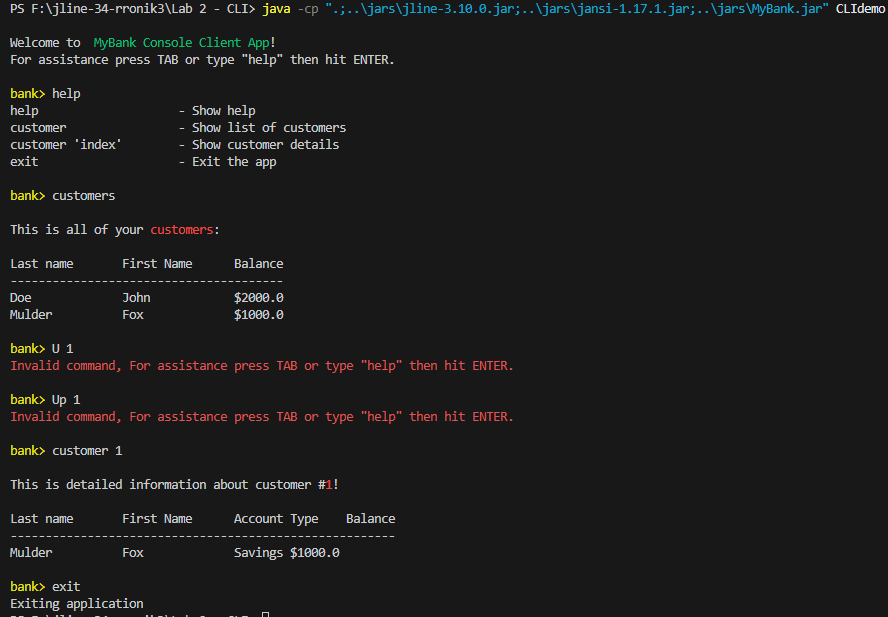 PS F:\jline-34-rronik3\Lab 2 - CLI> java -cp ".;..\jars\jline-3.10.0.jar;..\jars\jansi-1.17.1.jar;..\jars\MyBank.jar" CLIdemo
Welcome to  MyBank Console Client App!
For assistance press TAB or type "help" then hit ENTER.
bank> help
help                    - Show help
customer                - Show list of customers
customer 'index'        - Show customer details
exit                    - Exit the app
bank> customers
This is all of your customers:
Last name       First Name      Balance
---------------------------------------
Doe             John            $2000.0
Mulder          Fox             $1000.0
bank> U 1
Invalid command, For assistance press TAB or type "help" then hit ENTER.
bank> Up 1
Invalid command, For assistance press TAB or type "help" then hit ENTER.
bank> customer 1
This is detailed information about customer #1!
Last name       First Name      Account Type    Balance
-------------------------------------------------------
Mulder          Fox             Savings $1000.0
bank> exit
Exiting application